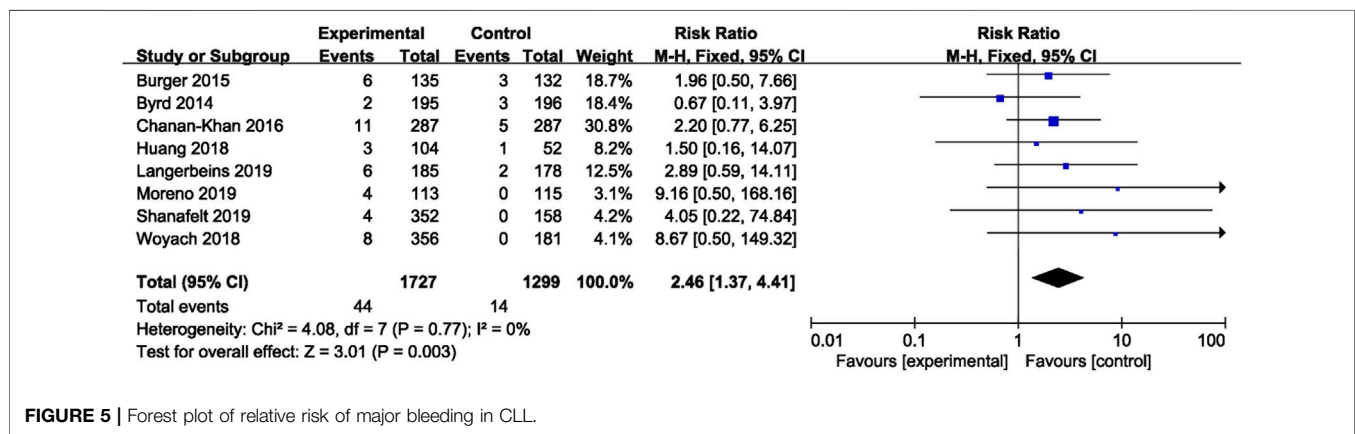 Experimental Control Risk Ratio Risk Ratio
Study or Subgroup Events Total Events Total Weight M-H, Fixed, 95% CI M-H, Fixed, 95% CI
Burger 2015 6 135 3 132 18.7% 1.96 [0.50, 7.66]
Byrd 2014 2 195 3 196 18.4% 0.67 [0.11, 3.97]
Chanan-Khan 2016 11 287 5 287 30.8% 2.20 [0.77, 6.25]
Huang 2018 3 104 1 52 8.2% 1.50 [0.16, 14.07]
Langerbeins 2019 6 185 2 178 12.5% 2.89 [0.59, 14.11]
Moreno 2019 4 113 0 115 3.1% 9.16 [0.50, 168.16]
Shanafelt 2019 4 352 0 158 4.2% 4.05 [0.22, 74.84]
Woyach 2018 8 356 0 181 4.1% 8.67 [0.50, 149.32]
Total (95% CI) 1727 1299 100.0% 2.46 [1.37, 4.41]
Total events 44 14
Heterogeneity: Chi² = 4.08, df = 7 (P = 0.77); I² = 0%
Test for overall effect: Z = 3.01 (P = 0.003)
0.01 0.1 1 10 100
Favours [experimental] Favours [control]
FIGURE 5 | Forest plot of relative risk of major bleeding in CLL.